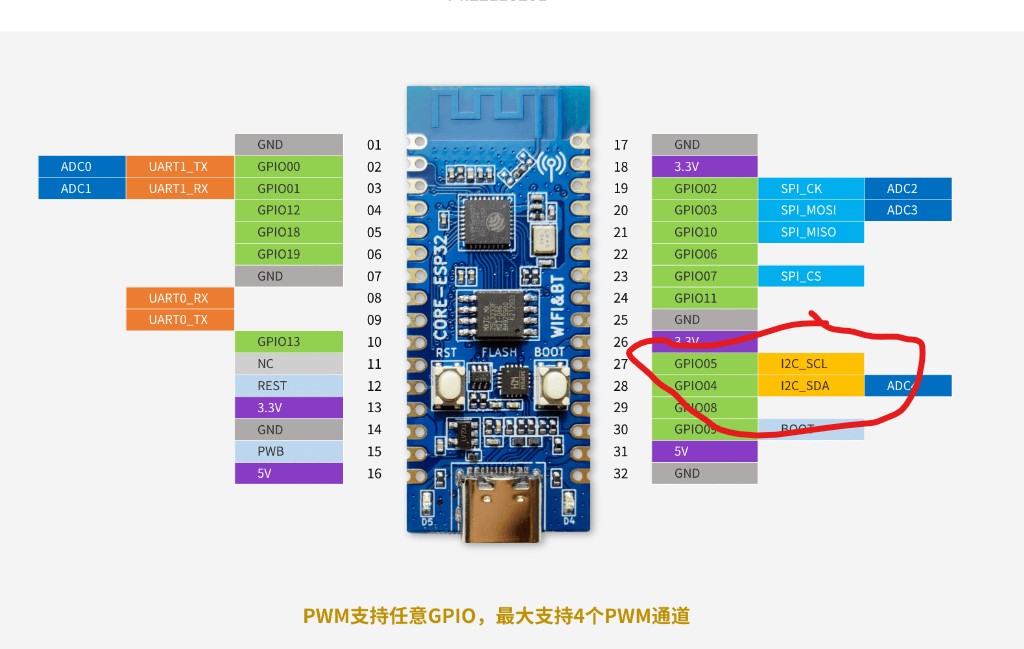 GND 01 17 GND
ADC0 UART1_TX GPIO00 02 18 3.3V
ADC1 UART1_RX GPIO01 03 19 GPIO02 SPI_CK ADC2
GPIO12 04 20 GPIO03 SPI_MOSI ADC3
GPIO18 05 21 GPIO10 SPI_MISO
GPIO19 06 22 GPIO06
GND 07 23 GPIO07 SPI_CS
UART0_RX 08 24 GPIO11
UART0_TX 09 25 GND
GPIO13 10 26 3.3V
NC 11 27 GPIO05 I2C_SCL
REST 12 28 GPIO04 I2C_SDA
3.3V 13 29 GPIO08
GND 14 30 GPIO09 BOOT
PWB 15 31 5V
5V 16 32 GND
CORE-ESP32
WIFI&BT
RST FLASH BOOT
D5 D4
PWM支持任意GPIO，最大支持4个PWM通道